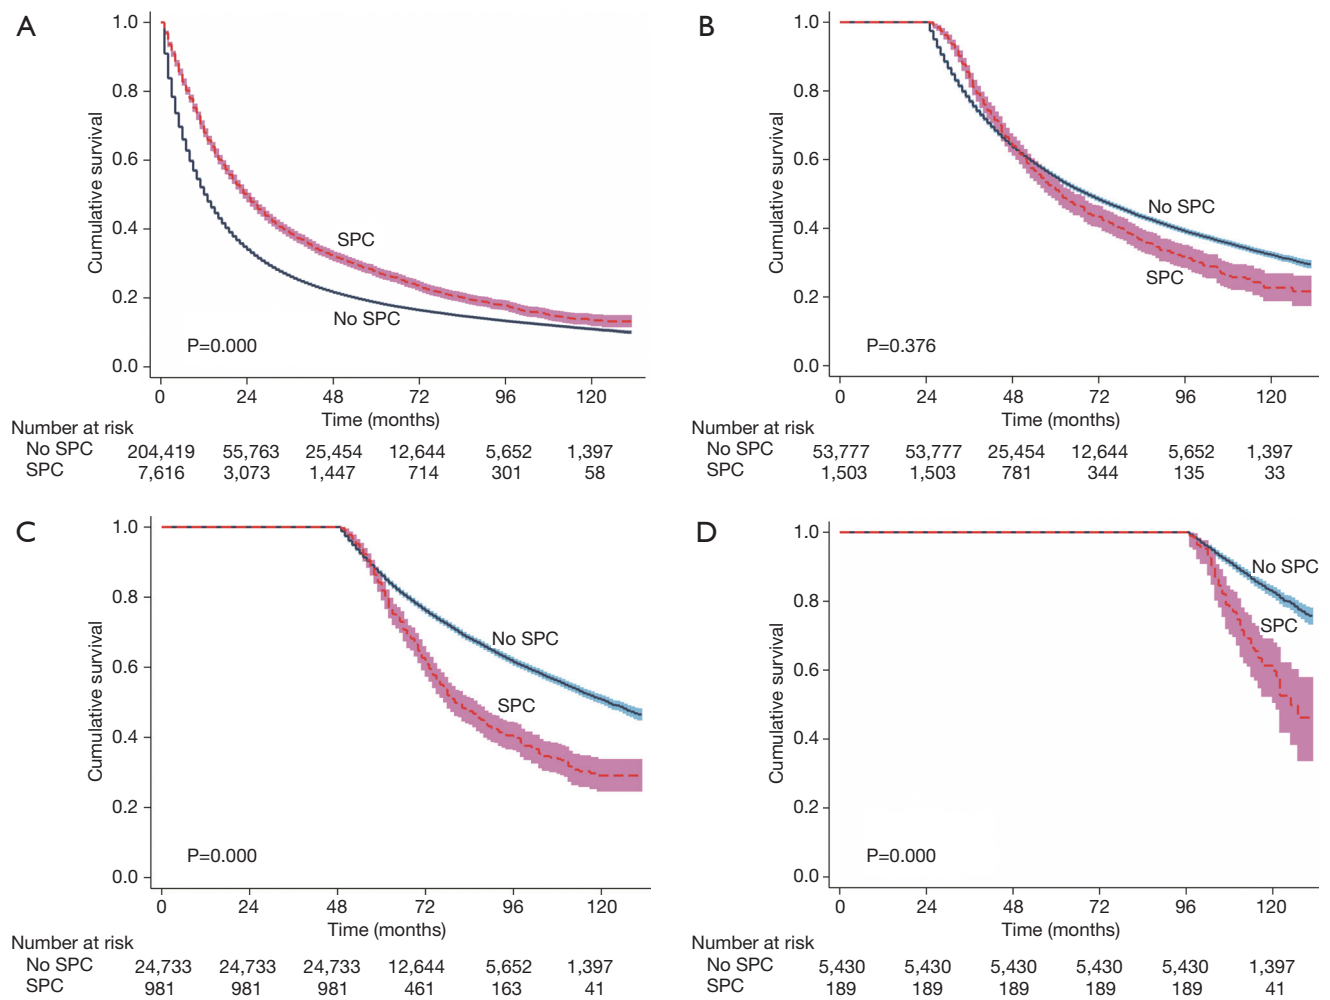 A
1.0
0.8
0.6
0.4
0.2
0.0
Cumulative survival
SPC
No SPC
P=0.000
0 24 48 72 96 120
Time (months)
Number at risk
No SPC 204,419 55,763 25,454 12,644 5,652 1,397
SPC 7,616 3,073 1,447 714 301 58
B
1.0
0.8
0.6
0.4
0.2
0.0
Cumulative survival
No SPC
SPC
P=0.376
0 24 48 72 96 120
Time (months)
Number at risk
No SPC 53,777 53,777 25,454 12,644 5,652 1,397
SPC 1,503 1,503 781 344 135 33
C
1.0
0.8
0.6
0.4
0.2
0.0
Cumulative survival
No SPC
SPC
P=0.000
0 24 48 72 96 120
Time (months)
Number at risk
No SPC 24,733 24,733 24,733 12,644 5,652 1,397
SPC 981 981 981 461 163 41
D
1.0
0.8
0.6
0.4
0.2
0.0
Cumulative survival
No SPC
SPC
P=0.000
0 24 48 72 96 120
Time (months)
Number at risk
No SPC 5,430 5,430 5,430 5,430 5,430 1,397
SPC 189 189 189 189 189 41